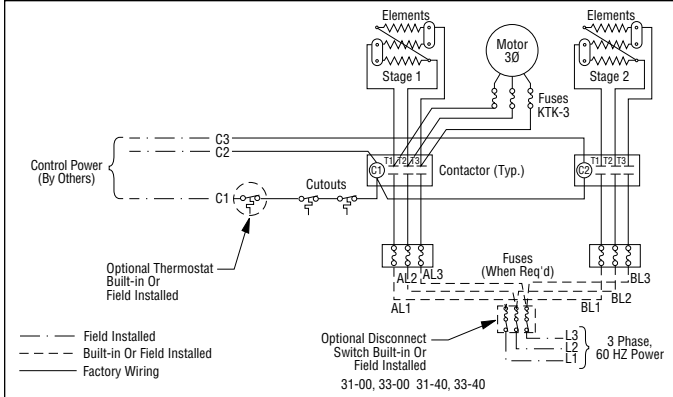 Elements
Elements
Motor
3Ø
Stage 1
Stage 2
Fuses
KTK-3
C3
C2
T1 T2 T3
T1 T2 T3
Control Power
(By Others)
C1
Contactor (Typ.)
C2
C1
Cutouts
Optional Thermostat
Built-in Or
Field Installed
Fuses
(When Req'd)
AL3
AL2
AL1
BL3
BL2
BL1
Optional Disconnect
Switch Built-in Or
Field Installed
L3
L2
L1
3 Phase,
60 HZ Power
31-00, 33-00 31-40, 33-40
Field Installed
Built-in Or Field Installed
Factory Wiring